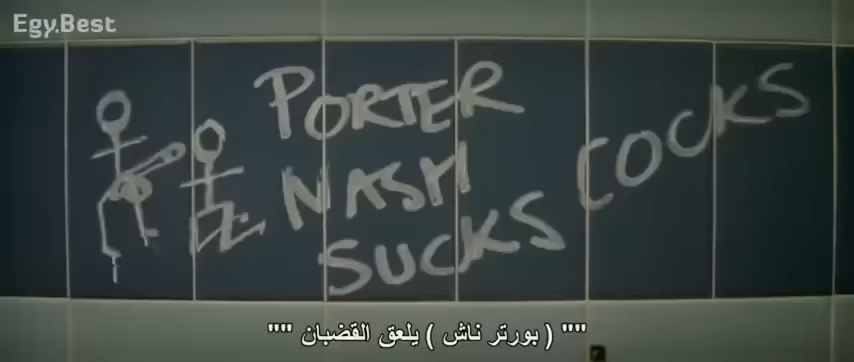 Egy.Best
PORTER
NASH
SUCKS COCKS
"" ( بورتر ناش ) يلعق القضبان ""